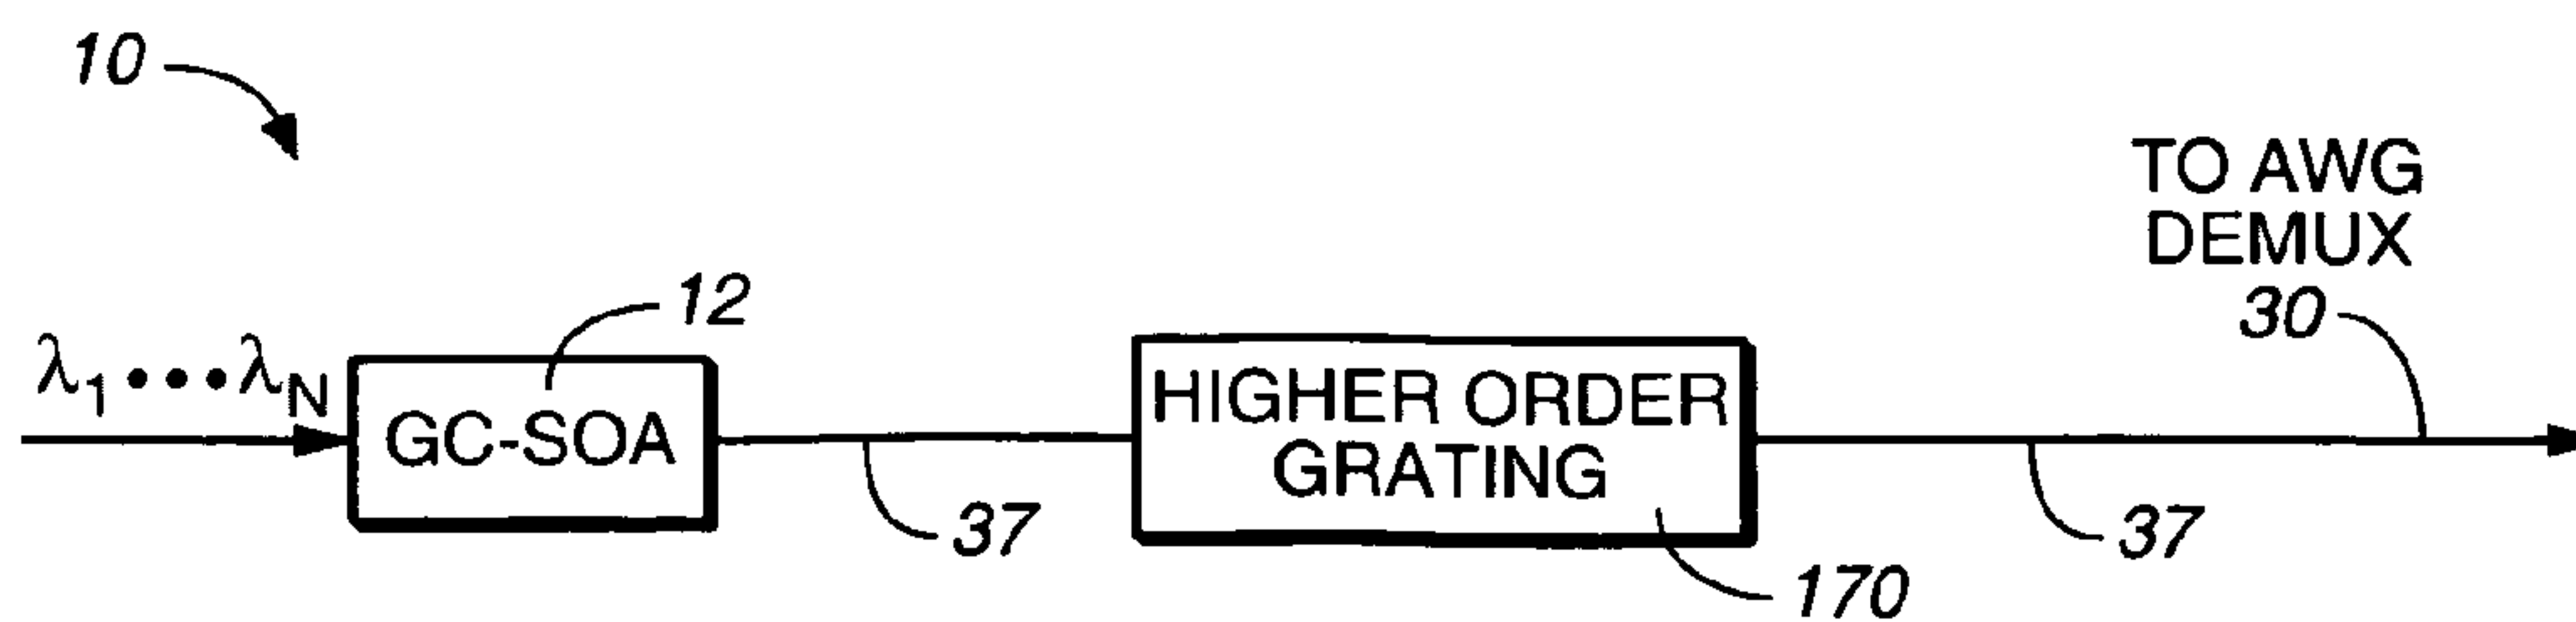 10
TO AWG
DEMUX
30
12
λ1 • • • λN
GC-SOA
HIGHER ORDER
GRATING
37
37
170